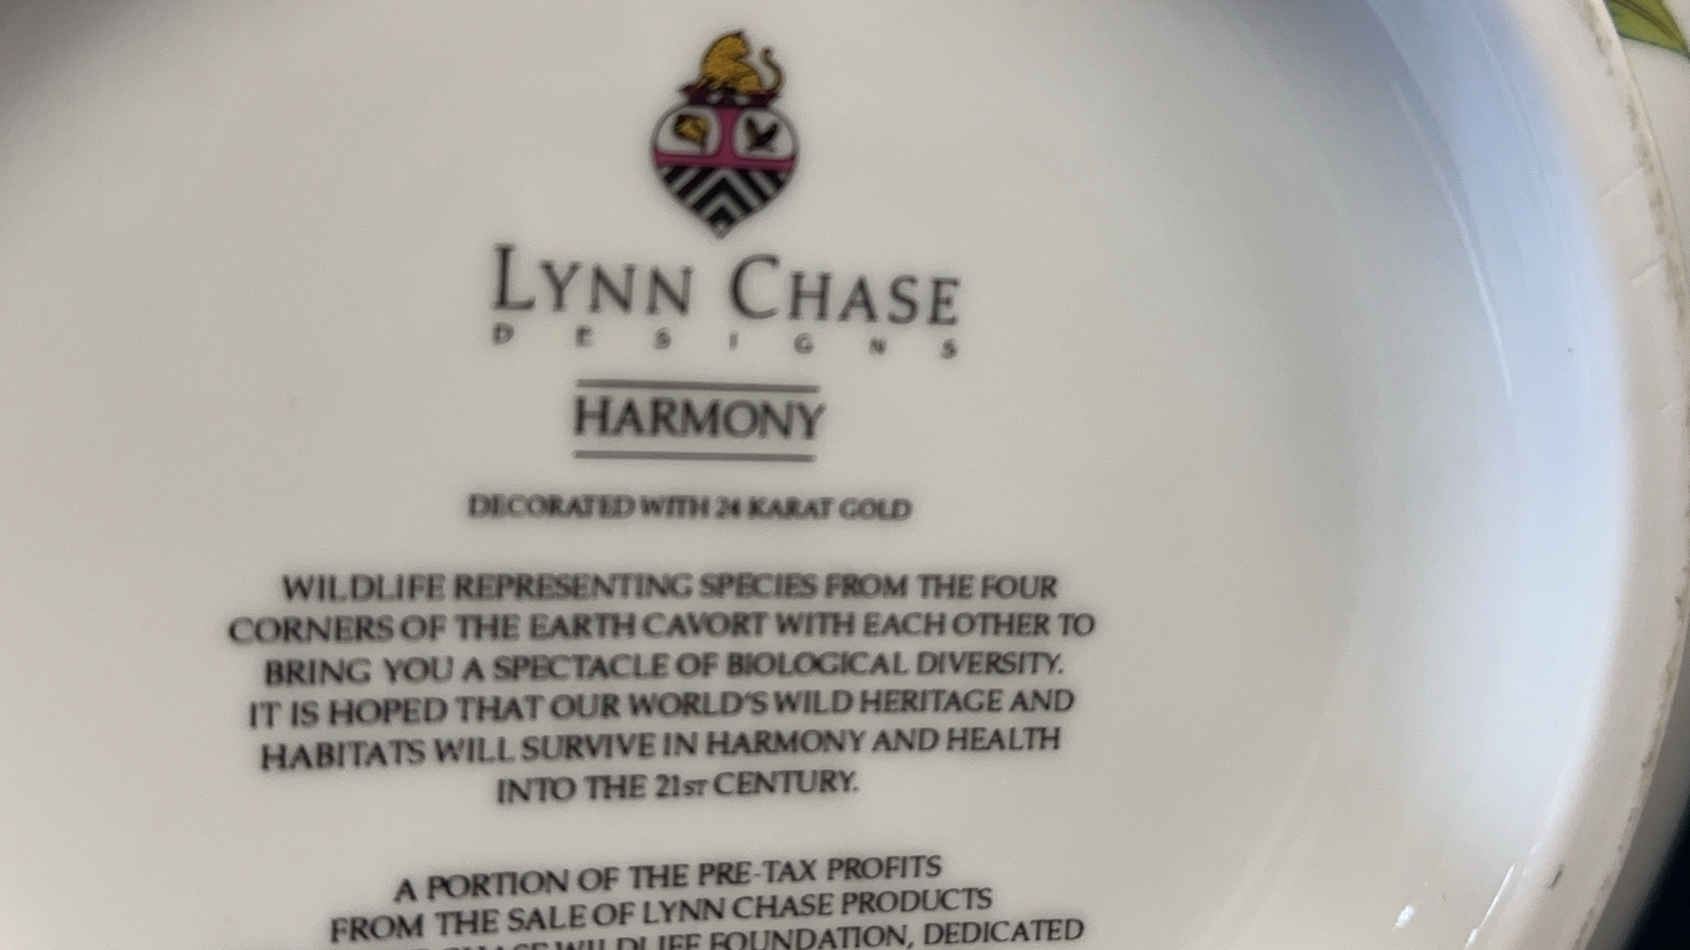 LYNN CHASE
DESIGNS
HARMONY
DECORATED WITH 24 KARAT GOLD
WILDLIFE REPRESENTING SPECIES FROM THE FOUR
CORNERS OF THE EARTH CAVORT WITH EACH OTHER TO
BRING YOU A SPECTACLE OF BIOLOGICAL DIVERSITY.
IT IS HOPED THAT OUR WORLD'S WILD HERITAGE AND
HABITATS WILL SURVIVE IN HARMONY AND HEALTH
INTO THE 21ST CENTURY.
A PORTION OF THE PRE-TAX PROFITS
FROM THE SALE OF LYNN CHASE PRODUCTS
CHASE WILDLIFE FOUNDATION, DEDICATED